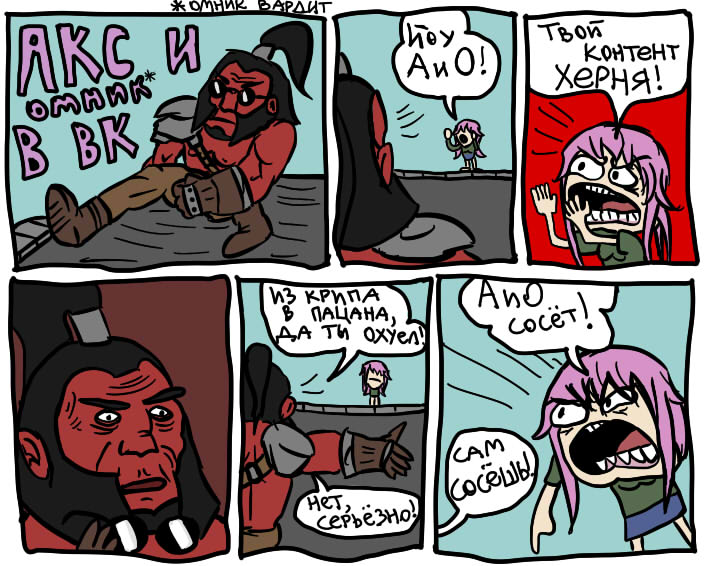 *ОМНИК ВАРДИТ
АКС И
ОМНИК*
В ВК
Йоу
АиО!
Твой
контент
ХЕРНЯ!
ИЗ КРИПА
В ПАЦАНА,
ДА ТИ ОХУЕЛ!
НЕТ,
СЕРЬЁЗНО!
АиО
СОСЁТ!
САМ
СОСЁШЬ!